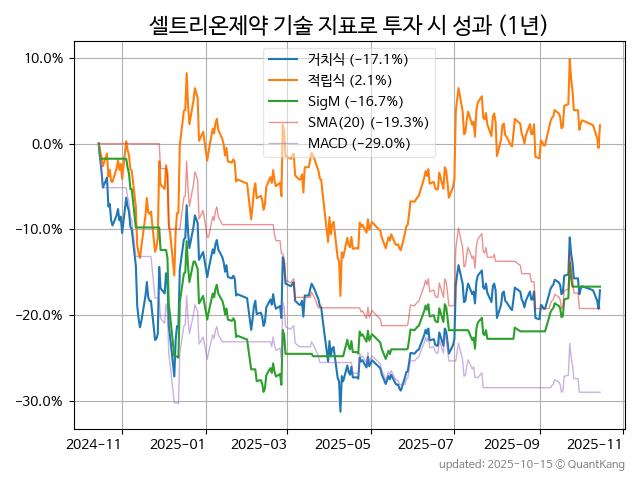 셀트리온제약 기술 지표로 투자 시 성과 (1년)
거치식 (−17.1%)
적립식 (2.1%)
SigM (−16.7%)
SMA(20) (−19.3%)
MACD (−29.0%)
10.0%
0.0%
−10.0%
−20.0%
−30.0%
2024-11 2025-01 2025-03 2025-05 2025-07 2025-09 2025-11
updated: 2025-10-15 © QuantKang